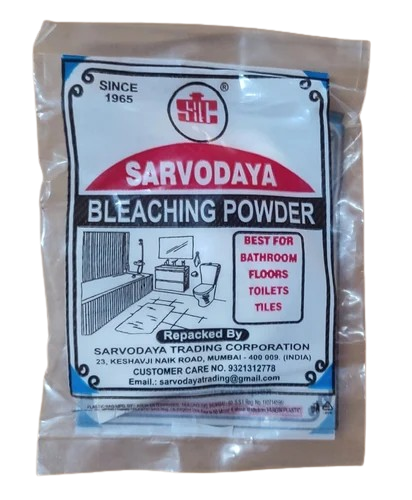 SINCE
1965
STC
®
SARVODAYA
BLEACHING POWDER
BEST FOR
BATHROOM
FLOORS
TOILETS
TILES
Repacked By
SARVODAYA TRADING CORPORATION
23, KESHAVJI NAIK ROAD, MUMBAI - 400 009. (INDIA)
CUSTOMER CARE NO. 9321312778
Email.: sarvodayatrading@gmail.com